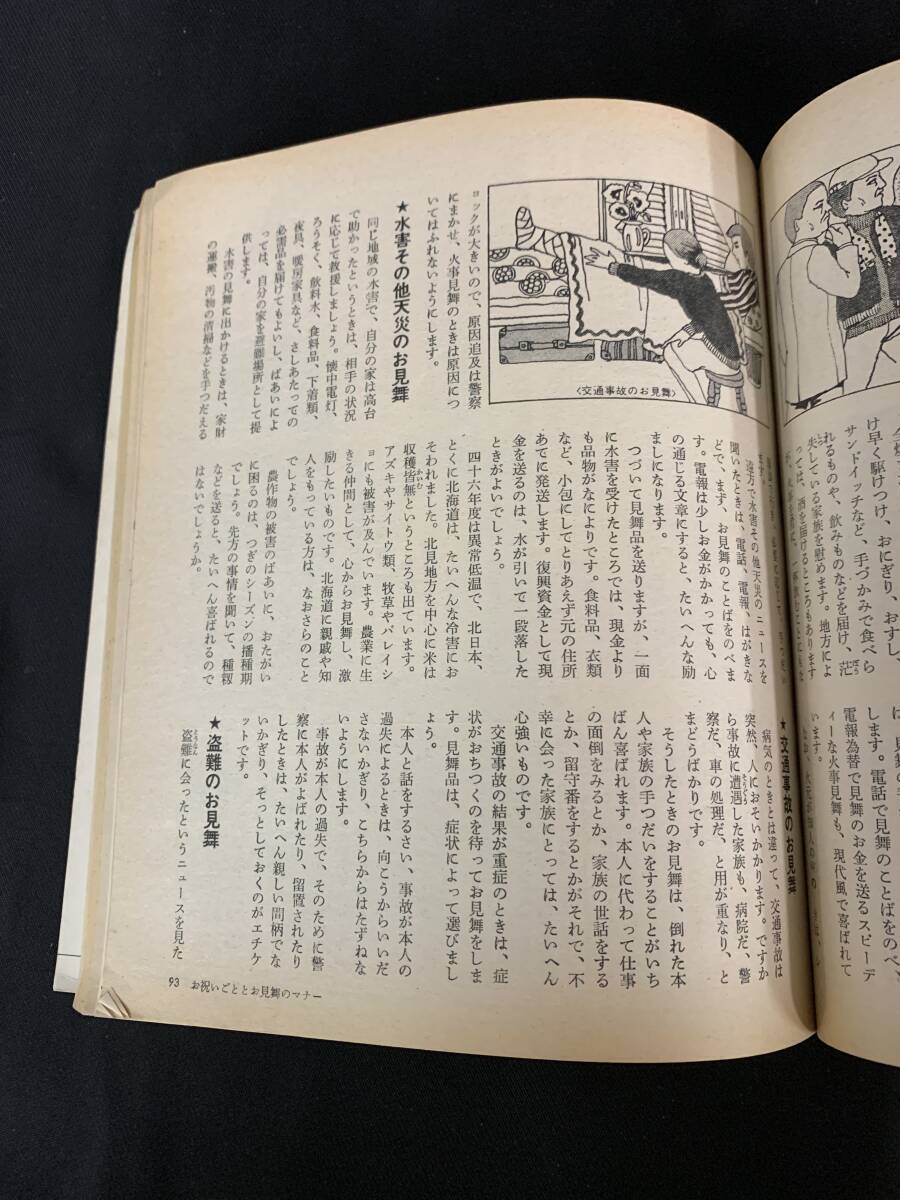 け早く駆けつけ、おにぎり、おすし、
サンドイッチなど、手づかみで食べら
れるものや、飲みものなどを届け、茫
失している家族を慰めます。地方によ
っては、酒を届けるところもあります
します。電話で見舞のことばをのべ、
電報為替で見舞のお金を送るスピーデ
ィーな火事見舞も、現代風で喜ばれて
います。
〈交通事故のお見舞〉
ョックが大きいので、原因追及は警察
にまかせ、火事見舞のときは原因につ
いてはふれないようにします。
★水害その他天災のお見舞
同じ地域の水害で、自分の家は高台
で助かったというときは、相手の状況
に応じて救援しましょう。懐中電灯、
ろうそく、飲料水、食料品、下着類、
夜具、暖房家具など、さしあたっての
必需品を届けてもよいし、ばあいによ
っては、自分の家を避難場所として提
供します。
水害の見舞に出かけるときは、家財
の運搬、汚物の清掃などを手つだえる
遠方で水害その他天災のニュースを
聞いたときは、電話、電報、はがきな
どで、まず、お見舞のことばをのべま
す。電報は少しお金がかかっても、心
の通じる文章にすると、たいへんな励
ましになります。
つづいて見舞品を送りますが、一面
に水害を受けたところでは、現金より
も品物がなによりです。食料品、衣類
など、小包にしてとりあえず元の住所
あてに発送します。復興資金として現
金を送るのは、水が引いて一段落した
ときがよいでしょう。
四十六年度は異常低温で、北日本、
とくに北海道は、たいへんな冷害にお
そわれました。北見地方を中心に米は
収穫皆無というところも出ています。
アズキやサイトウ類、牧草やバレイシ
ョにも被害が及んでいます。農業に生
きる仲間として、心からお見舞し、激
励したいものです。北海道に親戚や知
人をもっている方は、なおさらのこと
でしょう。
農作物の被害のばあいに、おたがい
に困るのは、つぎのシーズンの播種期
でしょう。先方の事情を聞いて、種籾
などを送ると、たいへん喜ばれるので
はないでしょうか。
★交通事故のお見舞
病気のときとは違って、交通事故は
突然、人におそいかかります。ですか
ら事故に遭遇した家族も、病院だ、警
察だ、車の処理だ、と用が重なり、と
まどうばかりです。
そうしたときのお見舞は、倒れた本
人や家族の手つだいをすることがいち
ばん喜ばれます。本人に代わって仕事
の面倒をみるとか、家族の世話をする
とか、留守番をするとかがそれで、不
幸に会った家族にとっては、たいへん
心強いものです。
交通事故の結果が重症のときは、症
状がおちつくのを待ってお見舞をしま
す。見舞品は、症状によって選びまし
ょう。
本人と話をするさい、事故が本人の
過失によるときは、向こうからいいだ
さないかぎり、こちらからはたずねな
いようにします。
事故が本人の過失で、そのために警
察に本人がよばれたり、留置されたり
したときは、たいへん親しい間柄でな
いかぎり、そっとしておくのがエチケ
ットです。
★盗難のお見舞
盗難に会ったというニュースを見た
93 お祝いごととお見舞のマナー